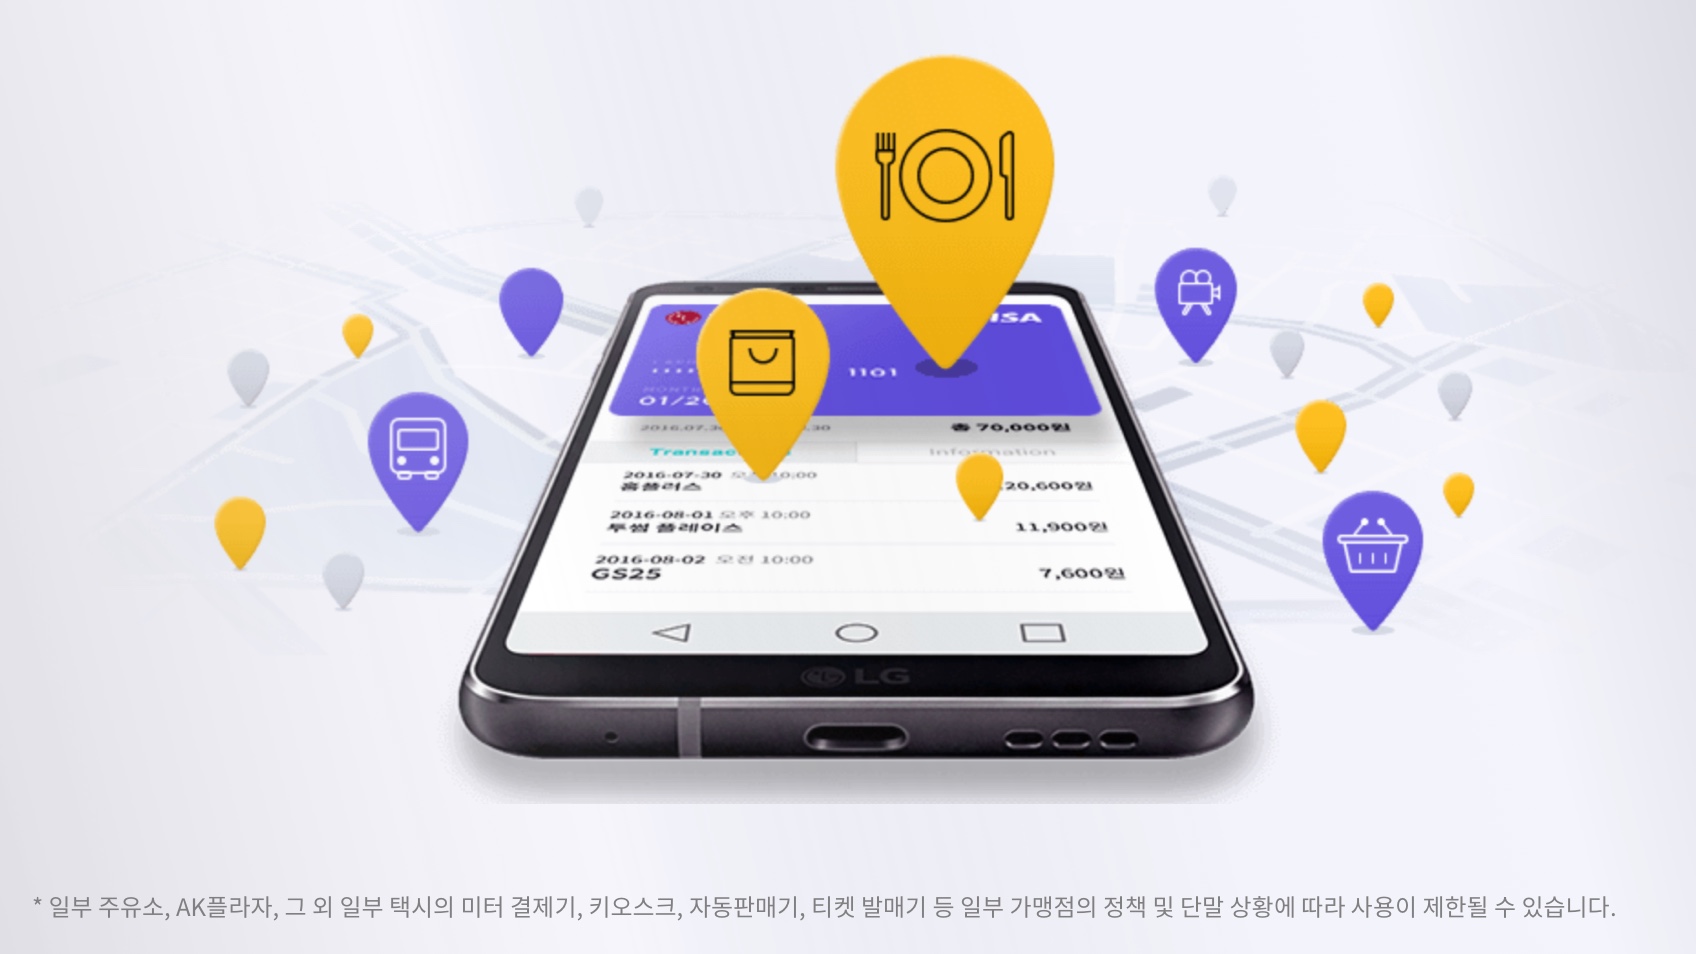 1101
01/2
총 70,000원
Information
2016-07-30 10:00
홈플러스
20,600원
2016-08-01 오후 10:00
투썸 플레이스
11,900원
2016-08-02 오전 10:00
GS25
7,600원
LG
* 일부 주유소, AK플라자, 그 외 일부 택시의 미터 결제기, 키오스크, 자동판매기, 티켓 발매기 등 일부 가맹점의 정책 및 단말 상황에 따라 사용이 제한될 수 있습니다.